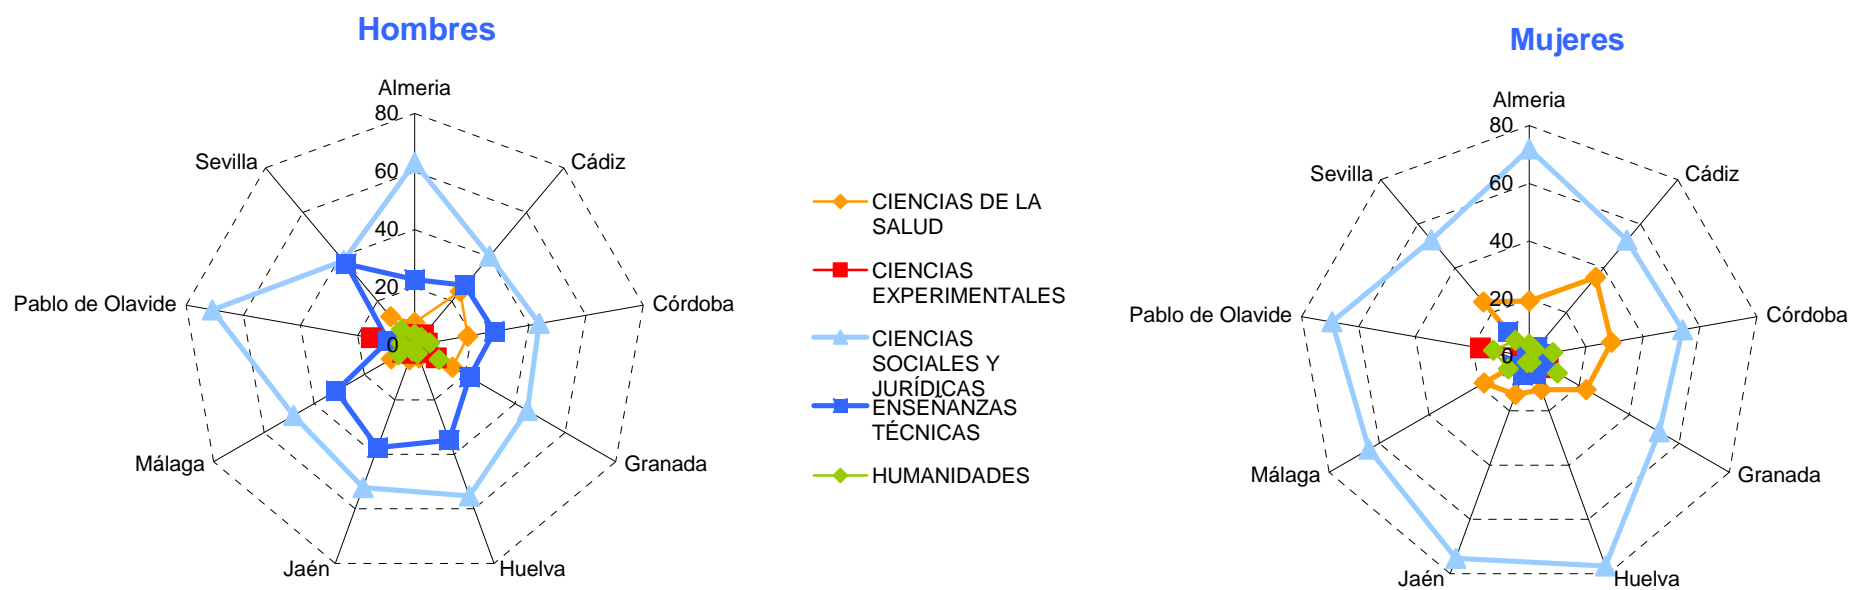 Hombres
Almeria
80
60
40
20
0
Cádiz
Córdoba
Granada
Huelva
Jaén
Málaga
Pablo de Olavide
Sevilla
CIENCIAS DE LA
SALUD
CIENCIAS
EXPERIMENTALES
CIENCIAS
SOCIALES Y
JURÍDICAS
ENSEÑANZAS
TÉCNICAS
HUMANIDADES
Mujeres
Almeria
80
60
40
20
0
Cádiz
Córdoba
Granada
Huelva
Jaén
Málaga
Pablo de Olavide
Sevilla